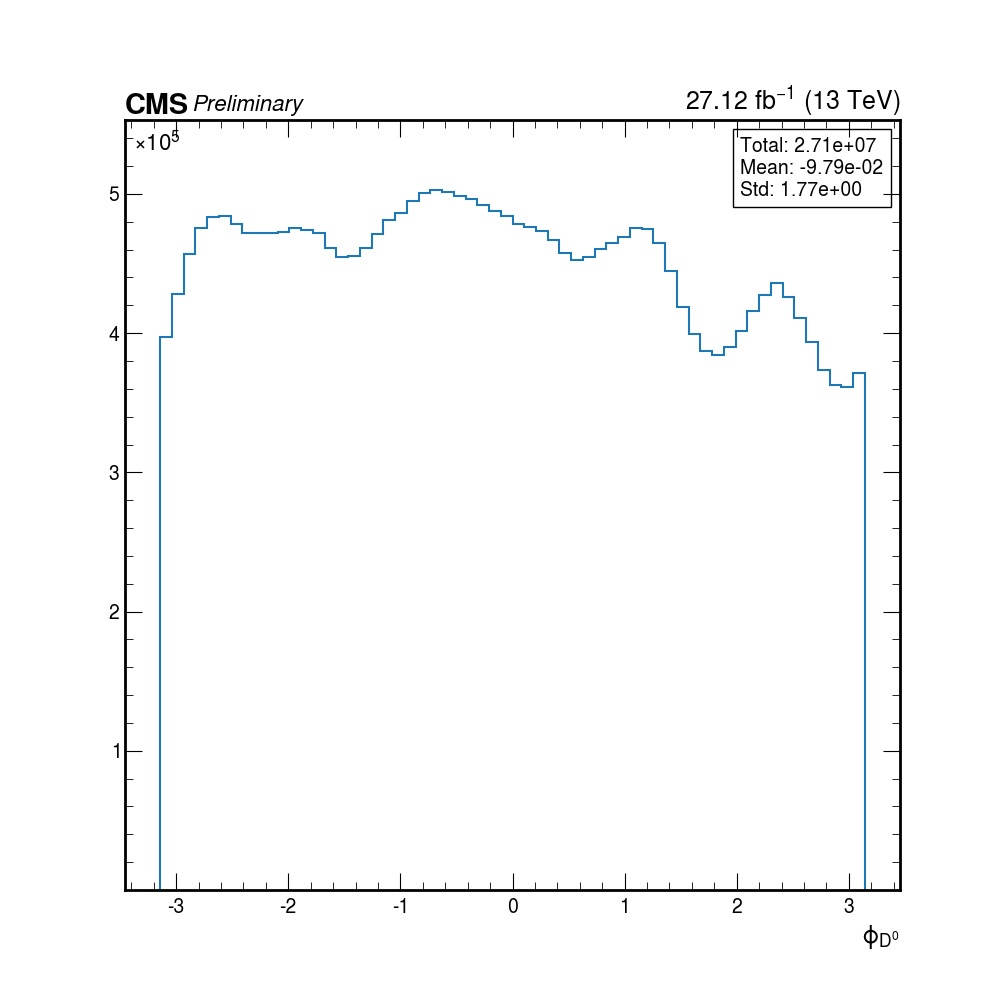 CMS Preliminary
27.12 fb⁻¹ (13 TeV)
×10⁵
Total: 2.71e+07
Mean: -9.79e-02
Std: 1.77e+00
5
4
3
2
1
-3 -2 -1 0 1 2 3
ϕ_D⁰